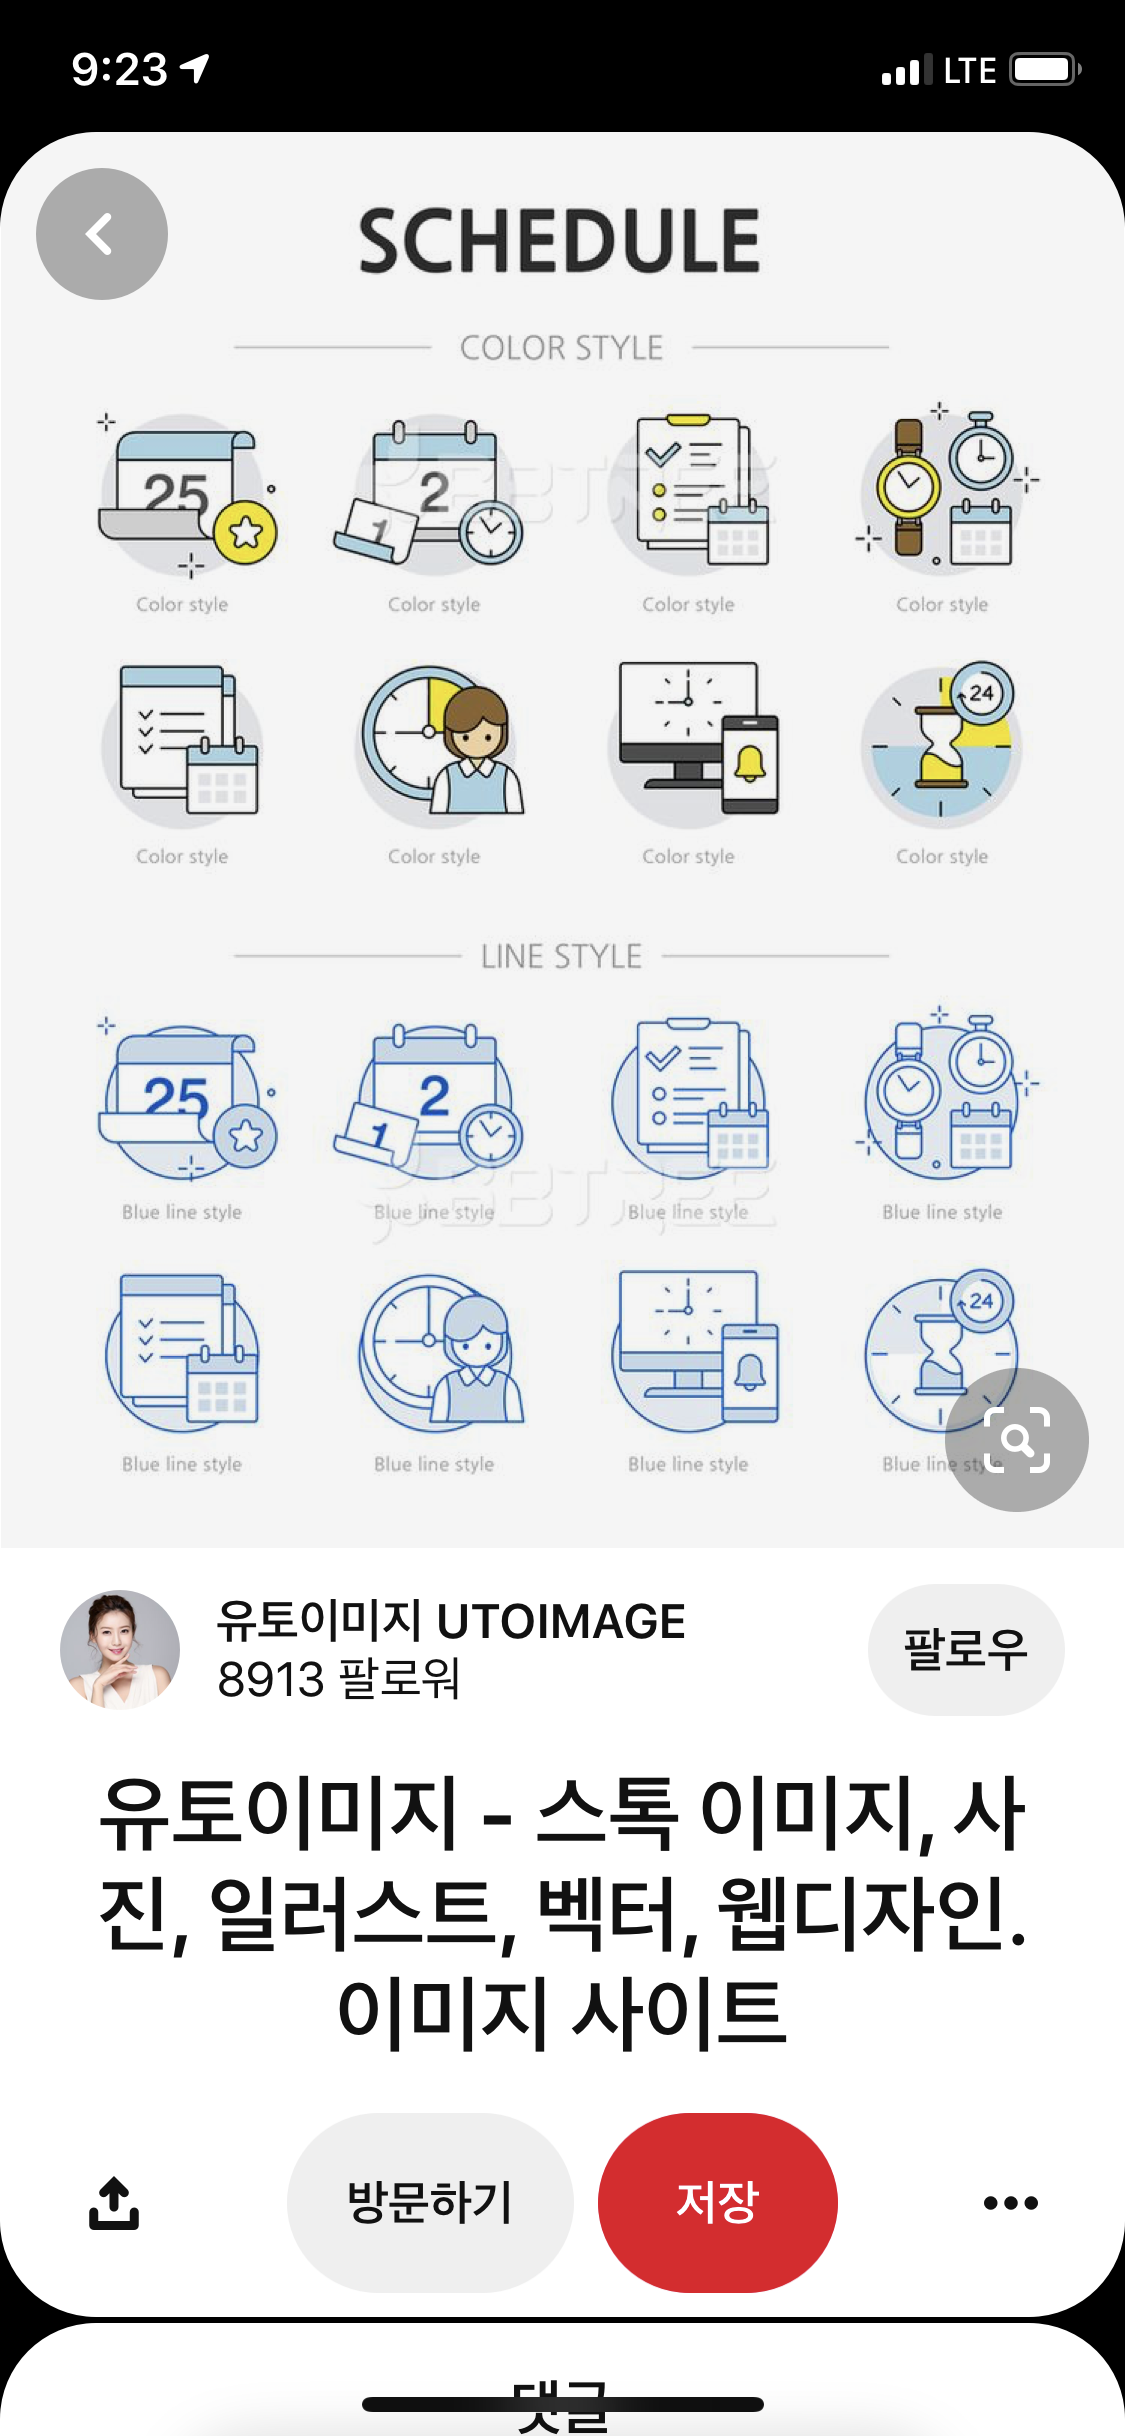 9:23
LTE
SCHEDULE
COLOR STYLE
25
2
1
Color style
Color style
Color style
Color style
24
Color style
Color style
Color style
Color style
LINE STYLE
25
2
1
Blue line style
Blue line style
Blue line style
Blue line style
24
Blue line style
Blue line style
Blue line style
Blue line style
유토이미지 UTOIMAGE
8913 팔로워
팔로우
유토이미지 - 스톡 이미지, 사
진, 일러스트, 벡터, 웹디자인.
이미지 사이트
방문하기
저장
댓글